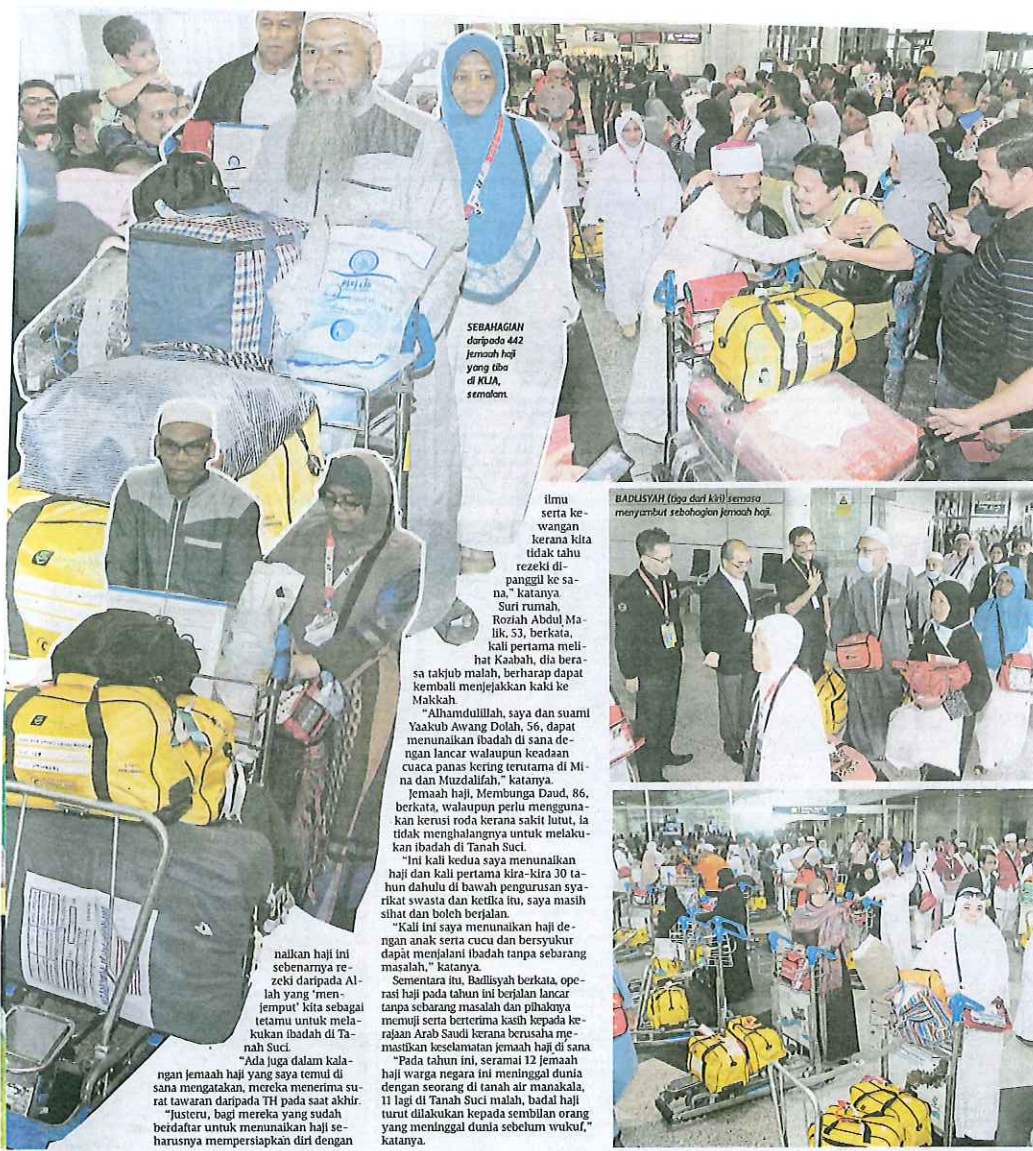 SEBAHAGIAN
daripada 442
jemaah haji
yang tiba
di KLIA,
semalam.
naikan haji ini
sebenarnya re-
zeki daripada Al-
lah yang ‘men-
jemput’ kita sebagai
tetamu untuk mela-
kukan ibadah di Ta-
nah Suci.
“Ada juga dalam kala-
ngan jemaah haji yang saya temui di
sana mengatakan, mereka menerima su-
rat tawaran daripada TH pada saat akhir.
“Justeru, bagi mereka yang sudah
berdaftar untuk menunaikan haji se-
harusnya mempersiapkan diri dengan
ilmu
serta ke-
wangan
kerana kita
tidak tahu
rezeki di-
panggil ke sa-
na,” katanya.
Suri rumah,
Roziah Abdul Ma-
lik, 53, berkata,
kali pertama meli-
hat Kaabah, dia bera-
sa takjub malah, berharap dapat
kembali menjejakkan kaki ke
Makkah.
“Alhamdulillah, saya dan suami
Yaakub Awang Dolah, 56, dapat
menunaikan ibadah di sana de-
ngan lancar walaupun keadaan
cuaca panas kering terutama di Mi-
na dan Muzdalifah,” katanya.
Jemaah haji, Membunga Daud, 86,
berkata, walaupun perlu mengguna-
kan kerusi roda kerana sakit lutut, ia
tidak menghalangnya untuk melaku-
kan ibadah di Tanah Suci.
“Ini kali kedua saya menunaikan
haji dan kali pertama kira-kira 30 ta-
hun dahulu di bawah pengurusan sya-
rikat swasta dan ketika itu, saya masih
sihat dan boleh berjalan.
“Kali ini saya menunaikan haji de-
ngan anak serta cucu dan bersyukur
dapat menjalani ibadah tanpa sebarang
masalah,” katanya.
Sementara itu, Badlisyah berkata, ope-
rasi haji pada tahun ini berjalan lancar
tanpa sebarang masalah dan pihaknya
memuji serta berterima kasih kepada ke-
rajaan Arab Saudi kerana berusaha me-
mastikan keselamatan jemaah haji di sana.
“Pada tahun ini, seramai 12 jemaah
haji warga negara ini meninggal dunia
dengan seorang di tanah air manakala,
11 lagi di Tanah Suci malah, badal haji
turut dilakukan kepada sembilan orang
yang meninggal dunia sebelum wukuf,”
katanya.
BADLISYAH (tiga dari kiri) semasa
menyambut sebahagian jemaah haji.